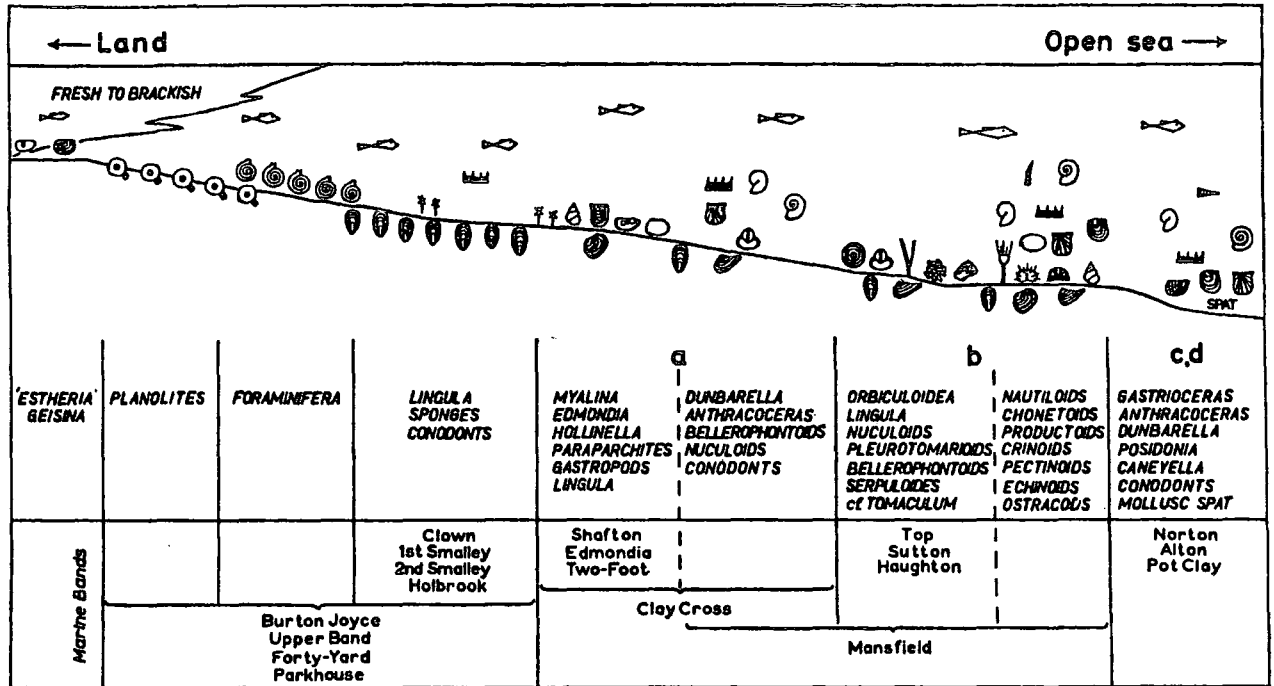 ← Land
Open sea →
FRESH TO BRACKISH
SPAT
a
b
c,d
'ESTHERIA'
GEISINA
PLANOLITES
FORAMINIFERA
LINGULA
SPONGES
CONODONTS
MYALINA
EDMONDIA
HOLLINELLA
PARAPARCHITES
GASTROPODS
LINGULA
DUNBARELLA
ANTHRACOCERAS
BELLEROPHONTOIDS
NUCULOIDS
CONODONTS
ORBICULOIDEA
LINGULA
NUCULOIDS
PLEUROTOMARIOIDS
BELLEROPHONTOIDS
SERPULOIDES
cf. TOMACULUM
NAUTILOIDS
CHONETOIDS
PRODUCTOIDS
CRINOIDS
PECTINOIDS
ECHINOIDS
OSTRACODS
GASTRIOCERAS
ANTHRACOCERAS
DUNBARELLA
POSIDONIA
CANEYELLA
CONODONTS
MOLLUSC SPAT
Marine Bands
Clown
1st Smalley
2nd Smalley
Holbrook
Shafton
Edmondia
Two-Foot
Top
Sutton
Haughton
Norton
Alton
Pot Clay
Burton Joyce
Upper Band
Forty-Yard
Parkhouse
Clay Cross
Mansfield